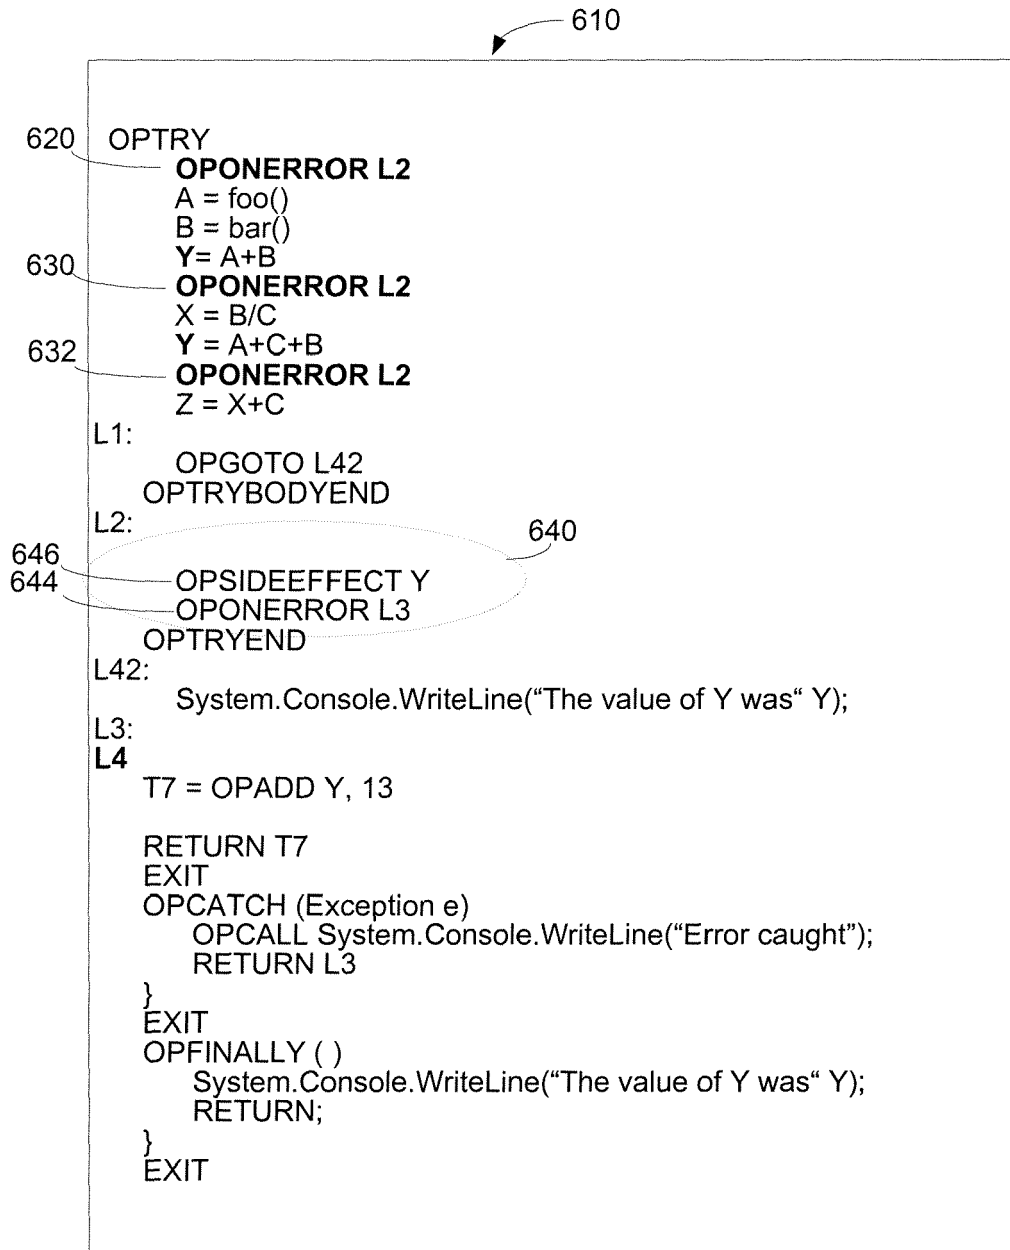 610
620 OPTRY
OPONERROR L2
A = foo()
B = bar()
Y= A+B
630
OPONERROR L2
X = B/C
Y = A+C+B
632
OPONERROR L2
Z = X+C
L1:
OPGOTO L42
OPTRYBODYEND
L2:
640
646
OPSIDEEFFECT Y
644
OPONERROR L3
OPTRYEND
L42:
System.Console.WriteLine(“The value of Y was“ Y);
L3:
L4
T7 = OPADD Y, 13
RETURN T7
EXIT
OPCATCH (Exception e)
OPCALL System.Console.WriteLine(“Error caught”);
RETURN L3
}
EXIT
OPFINALLY ( )
System.Console.WriteLine(“The value of Y was“ Y);
RETURN;
}
EXIT